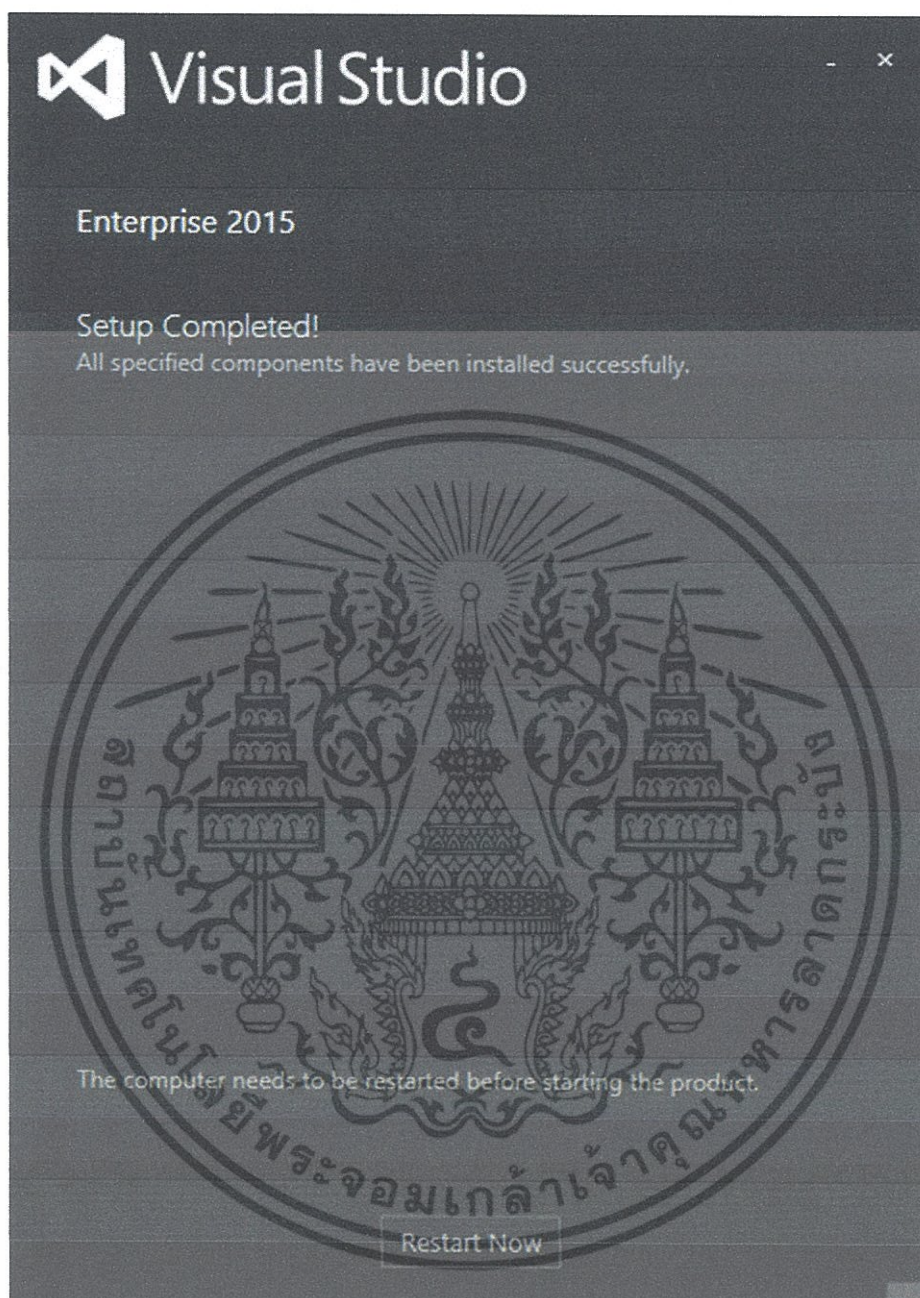 Visual Studio
Enterprise 2015
Setup Completed!
All specified components have been installed successfully.
สถาบันเทคโนโลยีพระจอมเกล้าเจ้าคุณทหารลาดกระบัง
๔
The computer needs to be restarted before starting the product.
Restart Now